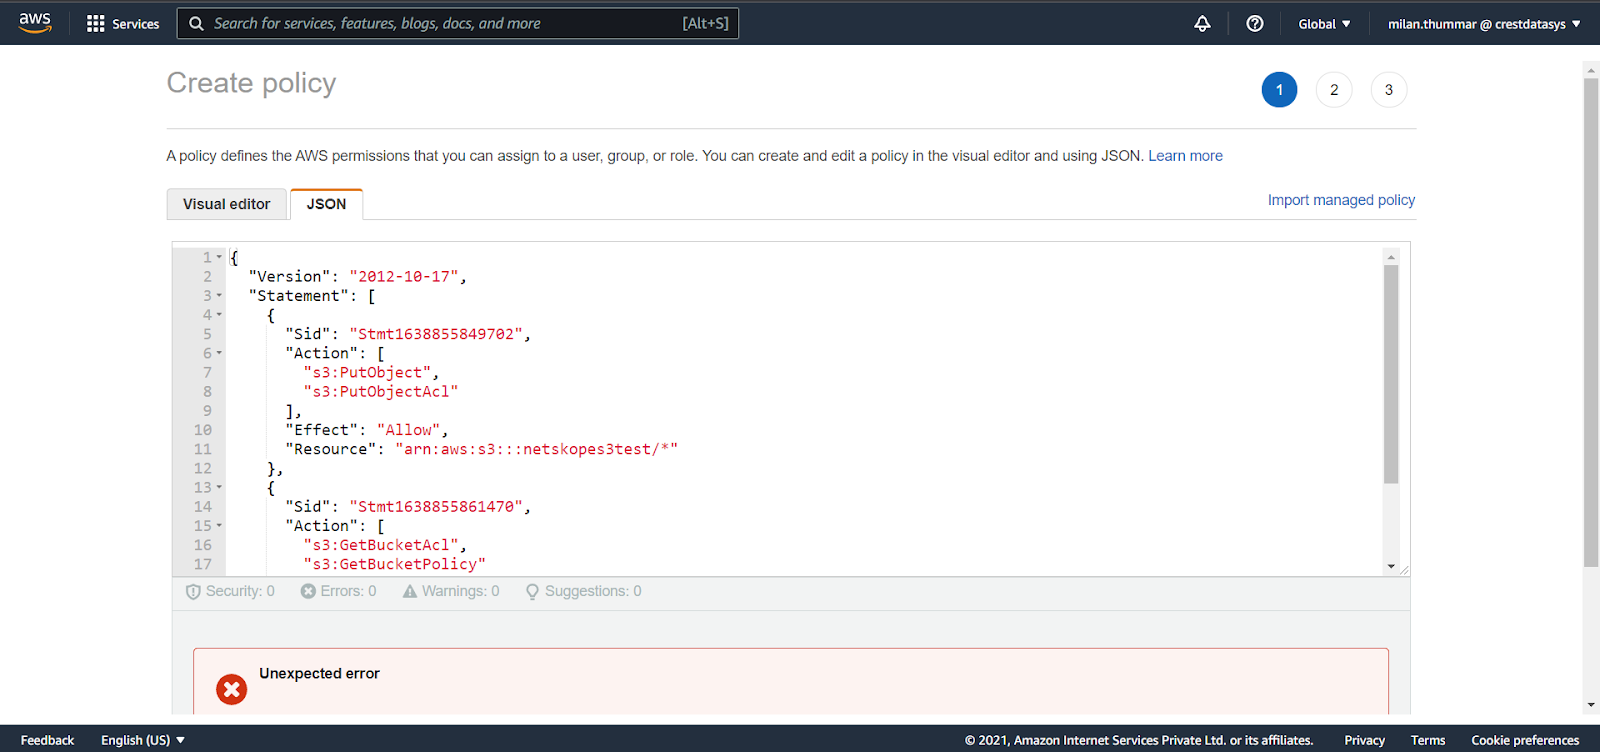 aws Services Search for services, features, blogs, docs, and more [Alt+S] Global milan.thummar @ crestdatasys
Create policy
1 2 3
A policy defines the AWS permissions that you can assign to a user, group, or role. You can create and edit a policy in the visual editor and using JSON. Learn more
Visual editor JSON Import managed policy
1 {
2 "Version": "2012-10-17",
3 "Statement": [
4 {
5 "Sid": "Stmt1638855849702",
6 "Action": [
7 "s3:PutObject",
8 "s3:PutObjectAcl"
9 ],
10 "Effect": "Allow",
11 "Resource": "arn:aws:s3:::netskopes3test/*"
12 },
13 {
14 "Sid": "Stmt1638855861470",
15 "Action": [
16 "s3:GetBucketAcl",
17 "s3:GetBucketPolicy"
Security: 0 Errors: 0 Warnings: 0 Suggestions: 0
Unexpected error
Feedback English (US) © 2021, Amazon Internet Services Private Ltd. or its affiliates. Privacy Terms Cookie preferences